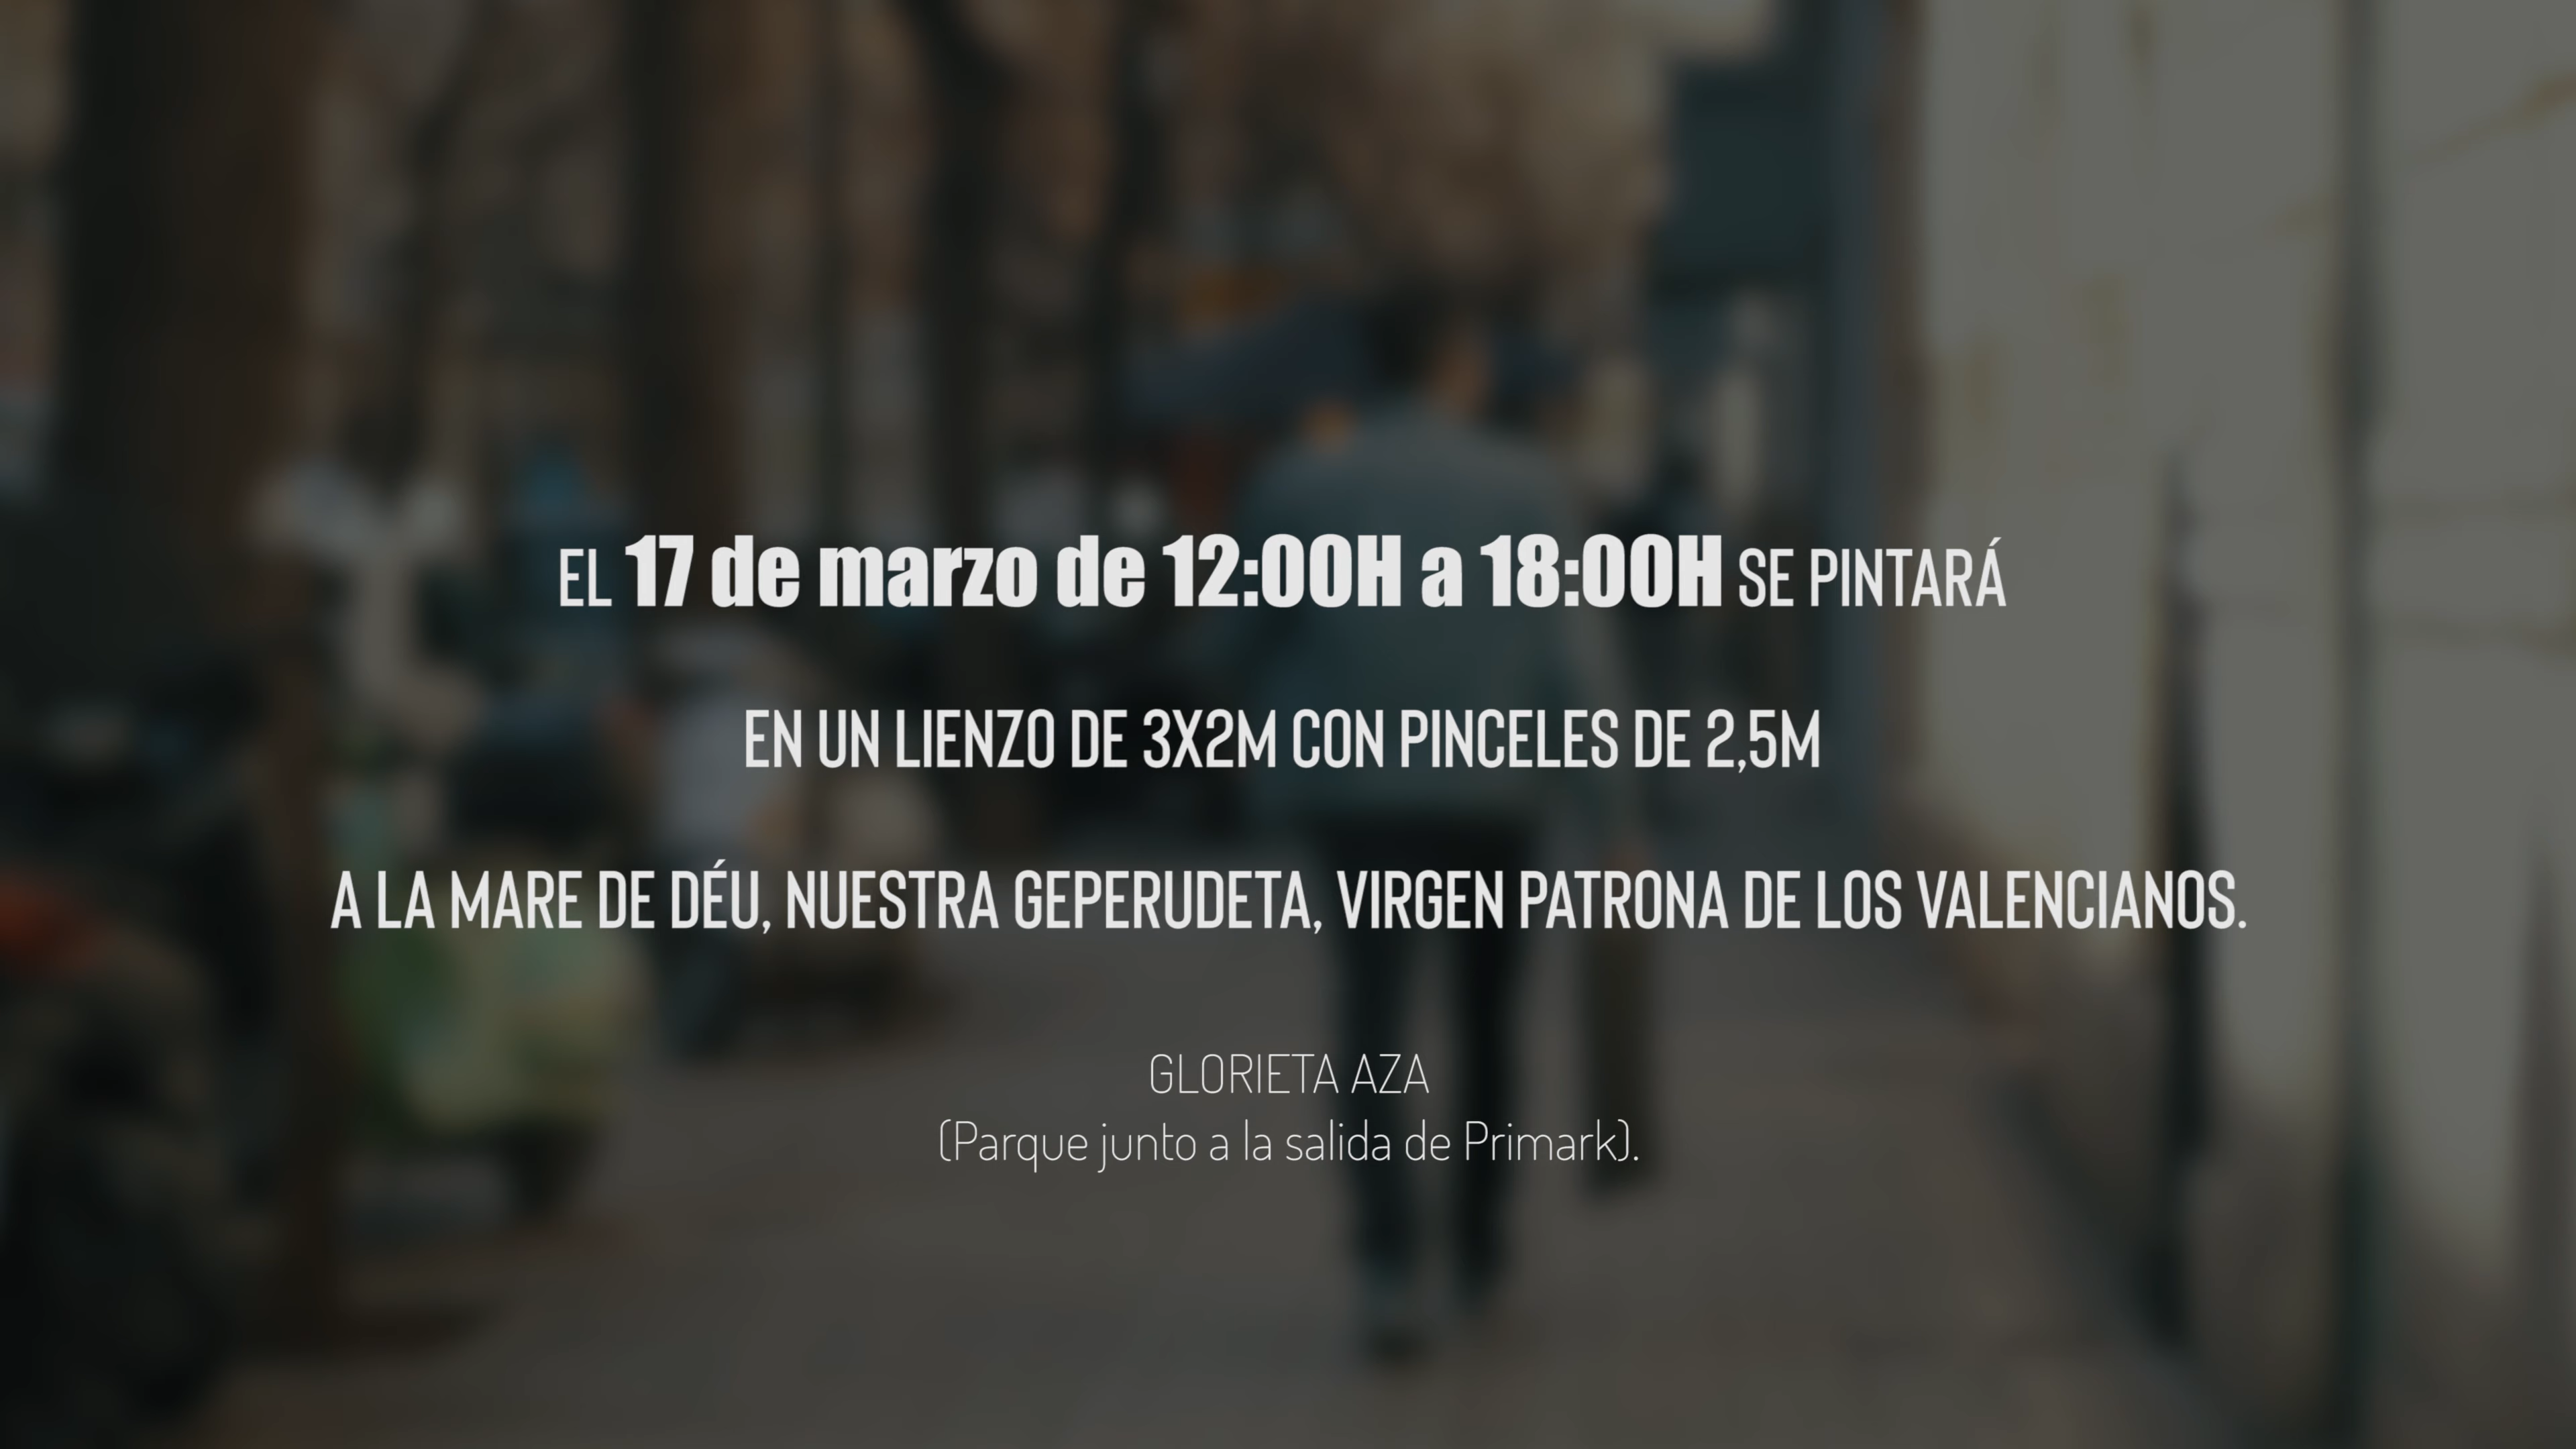 EL 17 de marzo de 12:00H a 18:00H SE PINTARÁ
EN UN LIENZO DE 3X2M CON PINCELES DE 2,5M
A LA MARE DE DÉU, NUESTRA GEPERUDETA, VIRGEN PATRONA DE LOS VALENCIANOS.
GLORIETA AZA
(Parque junto a la salida de Primark).